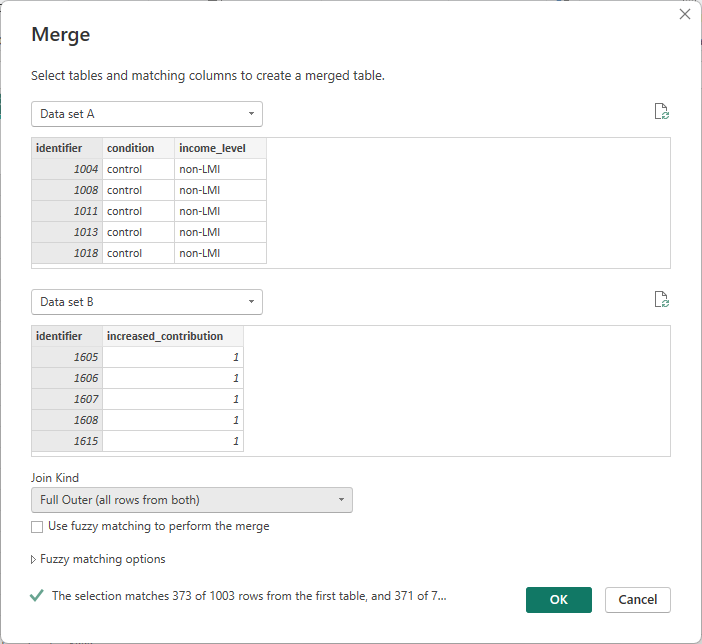 Merge
Select tables and matching columns to create a merged table.
Data set A
identifier condition income_level
1004 control non-LMI
1008 control non-LMI
1011 control non-LMI
1013 control non-LMI
1018 control non-LMI
Data set B
identifier increased_contribution
1605 1
1606 1
1607 1
1608 1
1615 1
Join Kind
Full Outer (all rows from both)
Use fuzzy matching to perform the merge
Fuzzy matching options
The selection matches 373 of 1003 rows from the first table, and 371 of 7...
OK Cancel